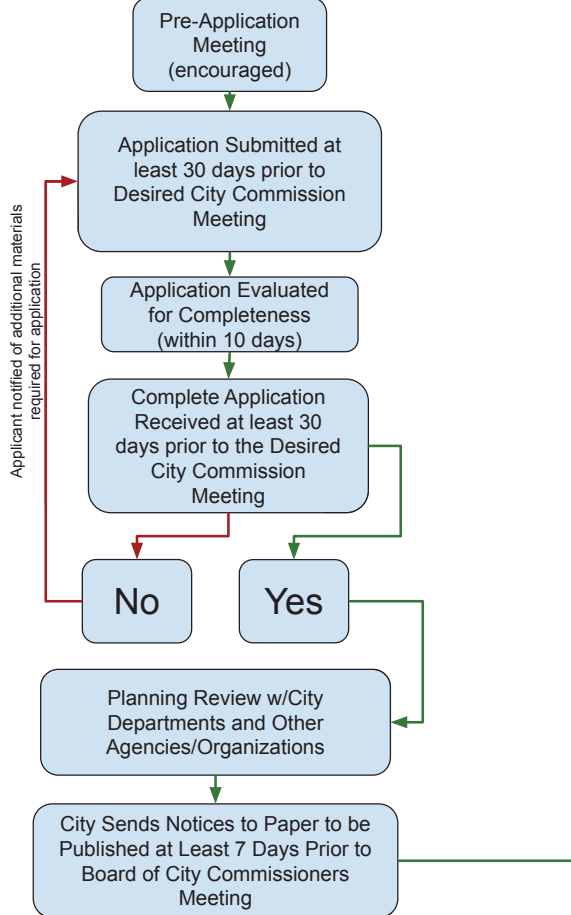 Pre-Application
Meeting
(encouraged)
Application Submitted at
least 30 days prior to
Desired City Commission
Meeting
Applicant notified of additional materials
required for application
Application Evaluated
for Completeness
(within 10 days)
Complete Application
Received at least 30
days prior to the Desired
City Commission
Meeting
No
Yes
Planning Review w/City
Departments and Other
Agencies/Organizations
City Sends Notices to Paper to be
Published at Least 7 Days Prior to
Board of City Commissioners
Meeting